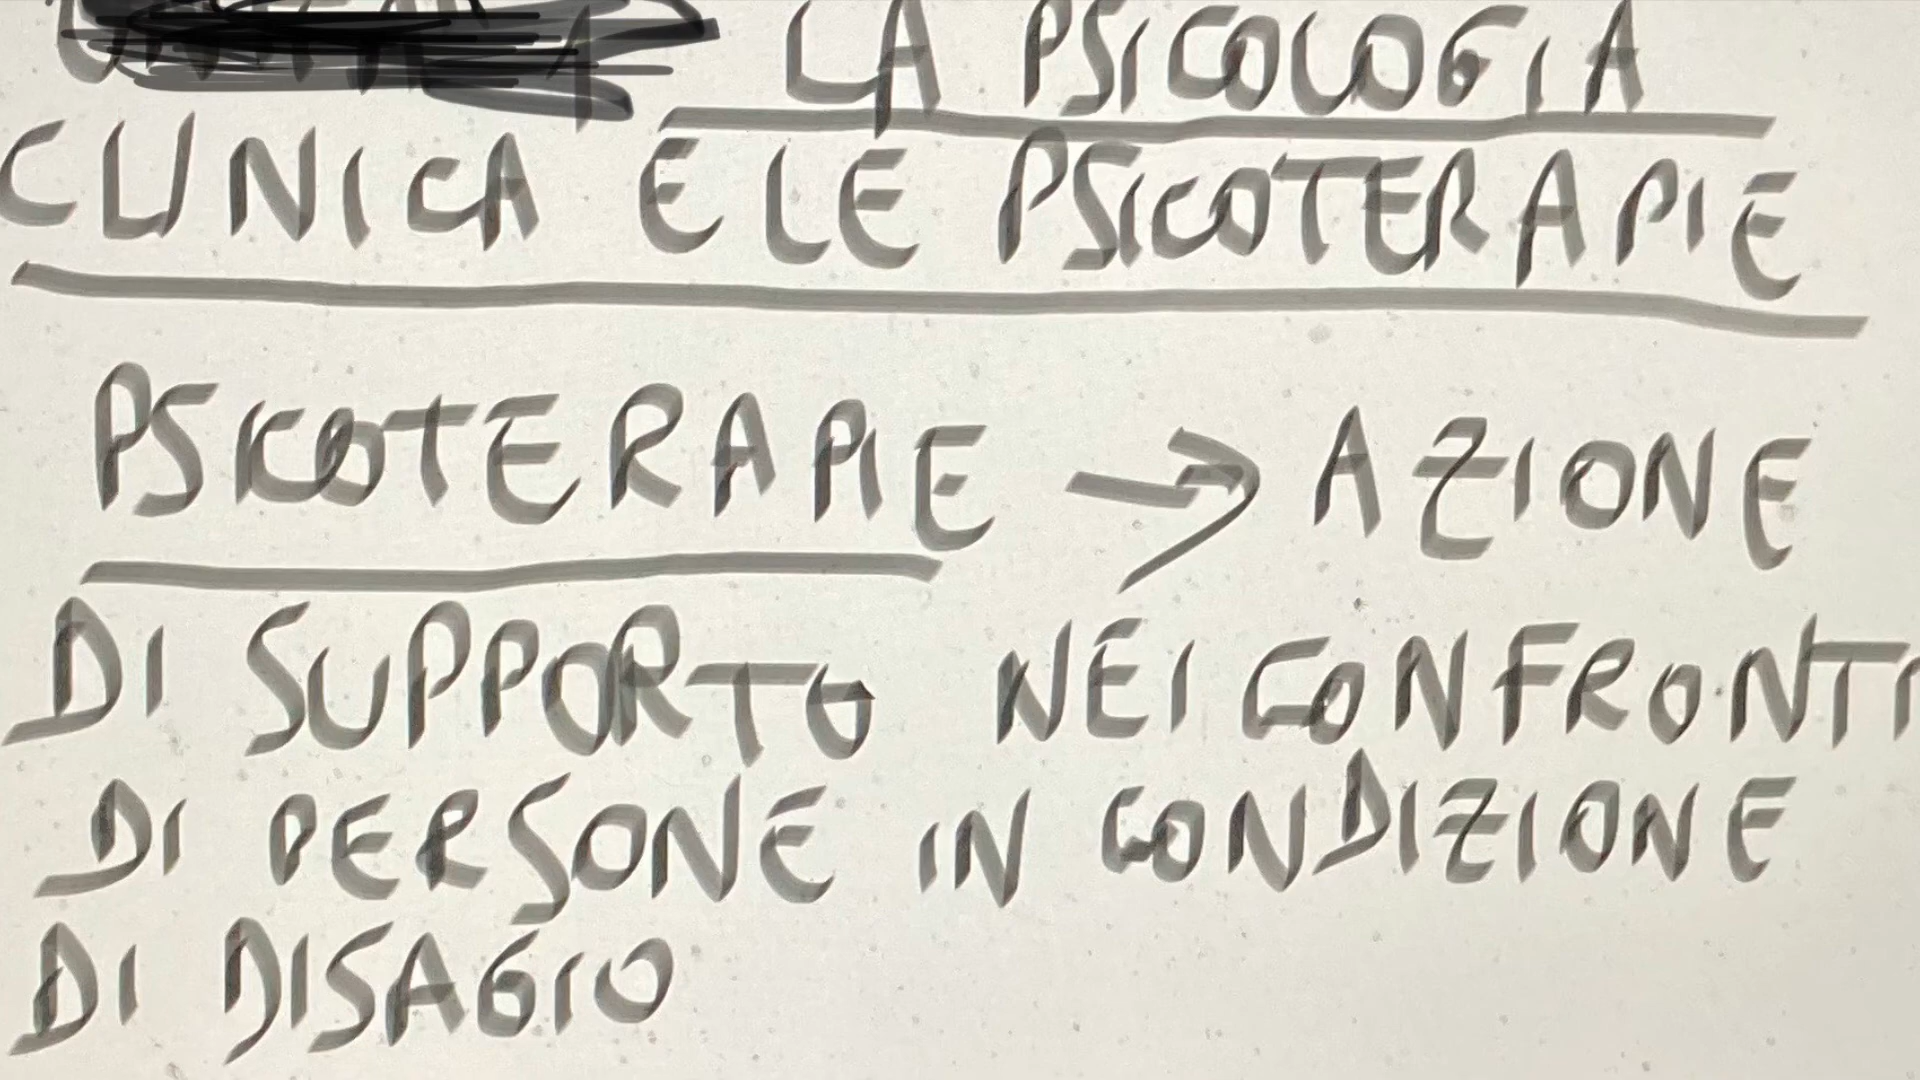 LA PSICOLOGIA
CLINICA E LE PSICOTERAPIE
PSICOTERAPIE → AZIONE
DI SUPPORTO NEI CONFRONTI
DI PERSONE IN CONDIZIONE
DI DISAGIO